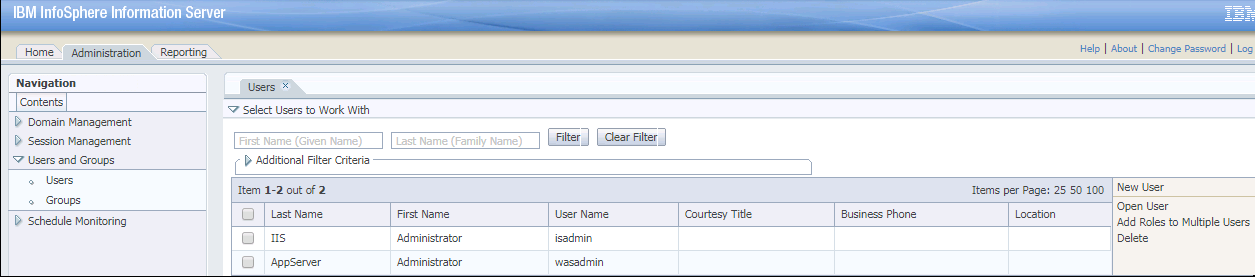 IBM InfoSphere Information Server
IBM
Home Administration Reporting
Help | About | Change Password | Log
Navigation
Contents
Domain Management
Session Management
Users and Groups
Users
Groups
Schedule Monitoring
Users
Select Users to Work With
First Name (Given Name) Last Name (Family Name) Filter Clear Filter
Additional Filter Criteria
Item 1-2 out of 2 Items per Page: 25 50 100
Last Name First Name User Name Courtesy Title Business Phone Location
IIS Administrator isadmin
AppServer Administrator wasadmin
New User
Open User
Add Roles to Multiple Users
Delete